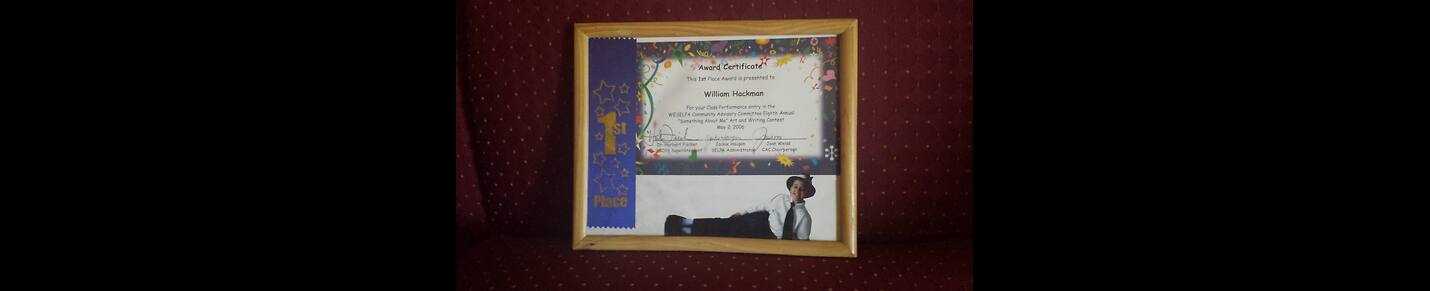 1st
Place
Award Certificate
This 1st Place Award is presented to
William Hackman
For your Class Performance entry in the
WESELPA Community Advisory Committee Eighth Annual
"Something About Me" Art and Writing Contest
May 2, 2006
Dr. Herbert Fischer
Jackie Haugen
Joan Weiss
Superintendent
SELPA Administrator
CAC Chairperson